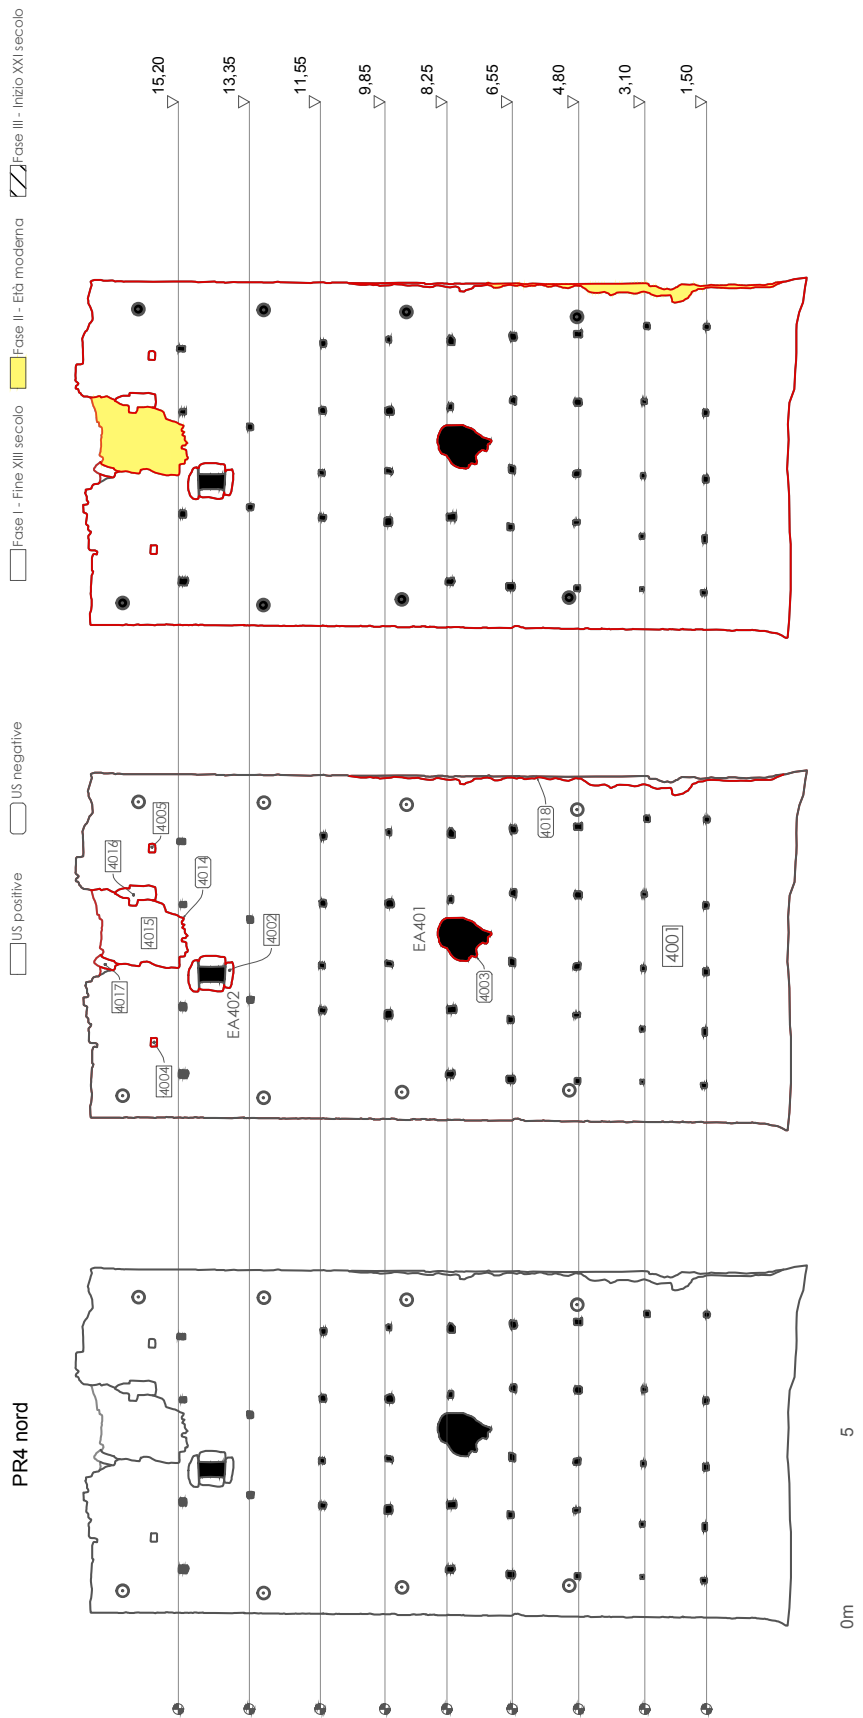 PR4 nord
US positive
US negative
Fase I - Fine XIII secolo
Fase II - Età moderna
Fase III - Inizio XXI secolo
15,20
13,35
11,55
9,85
8,25
6,55
4,80
3,10
1,50
4017
4016
4005
4015
4014
4004
EA402
4002
EA401
4003
4018
4001
0m
5